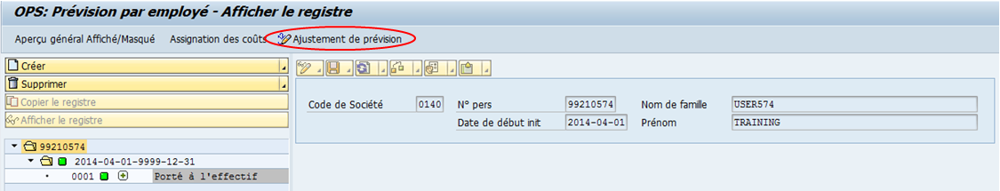 OPS: Prévision par employé - Afficher le registre
Aperçu général Affiché/Masqué Assignation des coûts Ajustement de prévision
Créer
Supprimer
Copier le registre
Afficher le registre
Code de Société 0140 N° pers 99210574 Nom de famille USER574
Date de début init 2014-04-01 Prénom TRAINING
99210574
2014-04-01-9999-12-31
0001 Porté à l'effectif